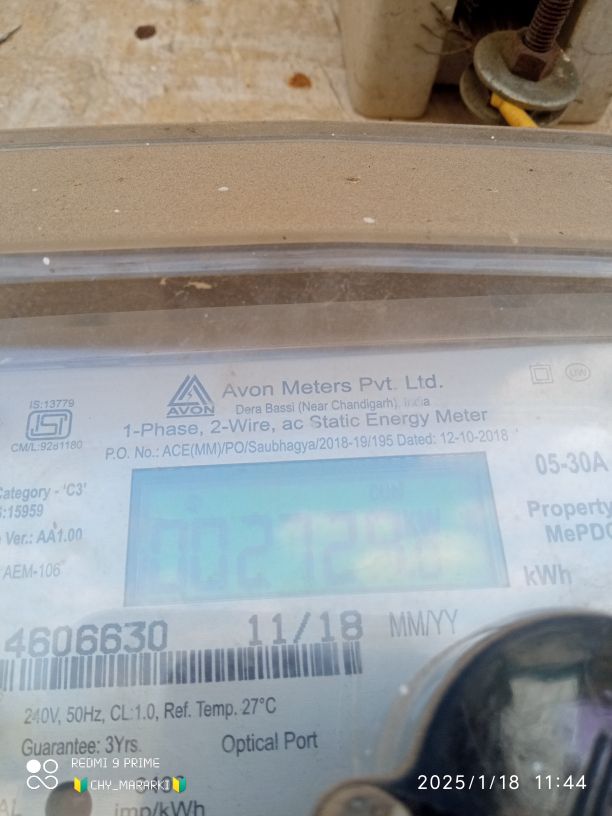 Avon Meters Pvt. Ltd.
AVON
Dera Bassi (Near Chandigarh), India
1-Phase, 2-Wire, ac Static Energy Meter
P.O. No.: ACE(MM)/PO/Saubhagya/2018-19/195 Dated: 12-10-2018
IS:13779
ISI
CM/L:9281180
UW
05-30A
Category - 'C3'
:15959
Ver.: AA1.00
AEM-106
Property
MePDC
kWh
4606630
11/18 MM/YY
240V, 50Hz, CL:1.0, Ref. Temp. 27°C
Guarantee: 3Yrs. Optical Port
imp/kWh
REDMI 9 PRIME
CHY_MARARKI
2025/1/18 11:44